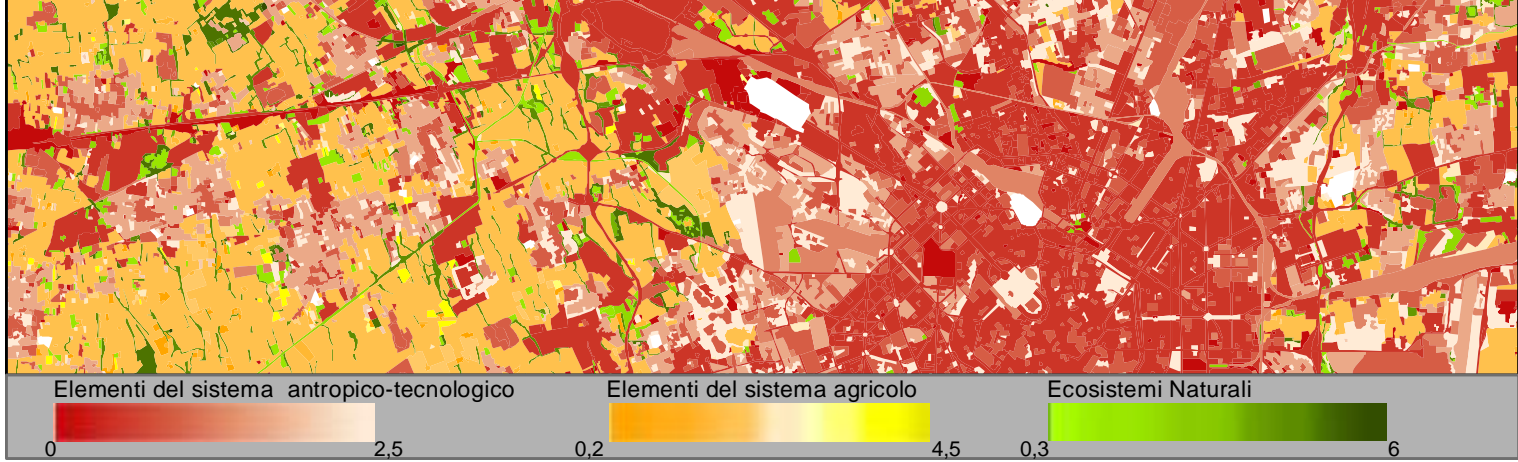 Elementi del sistema antropico-tecnologico Elementi del sistema agricolo Ecosistemi Naturali
0 2,5 0,2 4,5 0,3 6